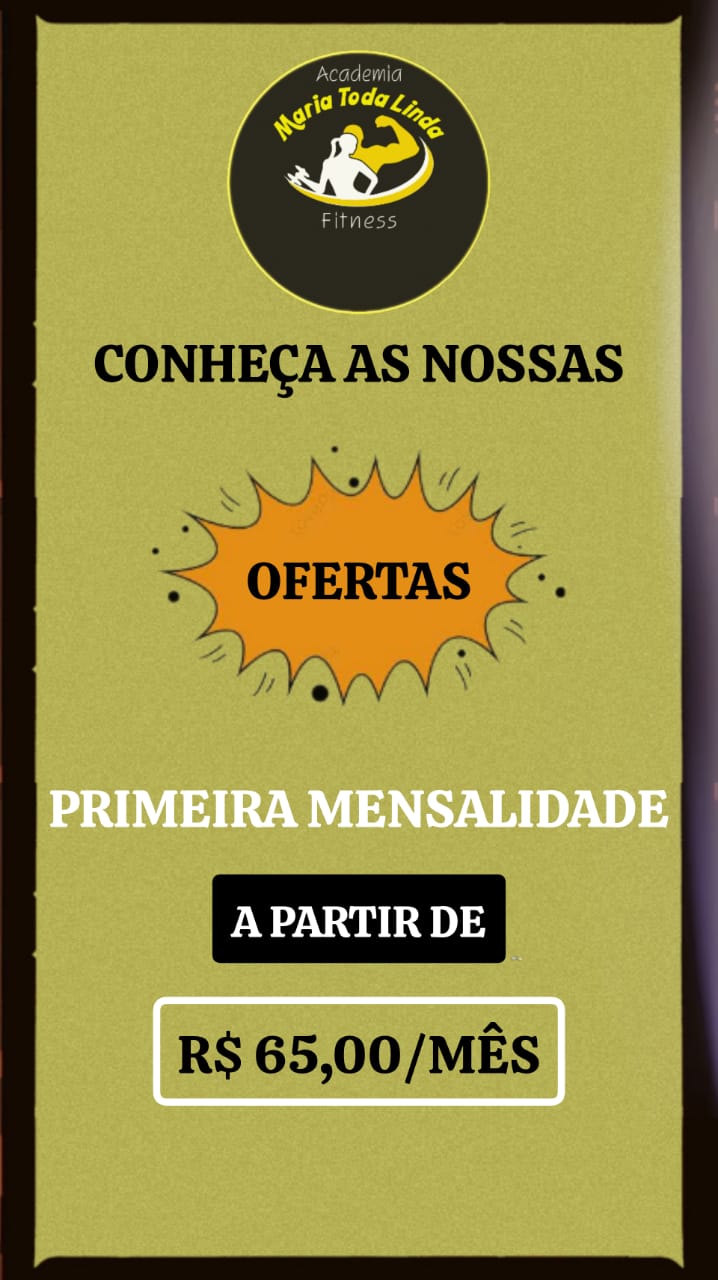 Academia
Maria Toda Linda
Fitness
CONHEÇA AS NOSSAS
OFERTAS
PRIMEIRA MENSALIDADE
A PARTIR DE
R$ 65,00/MÊS